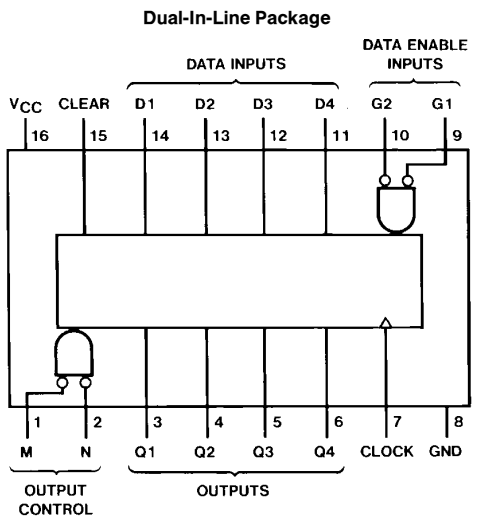 Dual-In-Line Package
DATA ENABLE
INPUTS
DATA INPUTS
VCC CLEAR D1 D2 D3 D4 G2 G1
16 15 14 13 12 11 10 9
1 2 3 4 5 6 7 8
M N Q1 Q2 Q3 Q4 CLOCK GND
OUTPUT
CONTROL
OUTPUTS